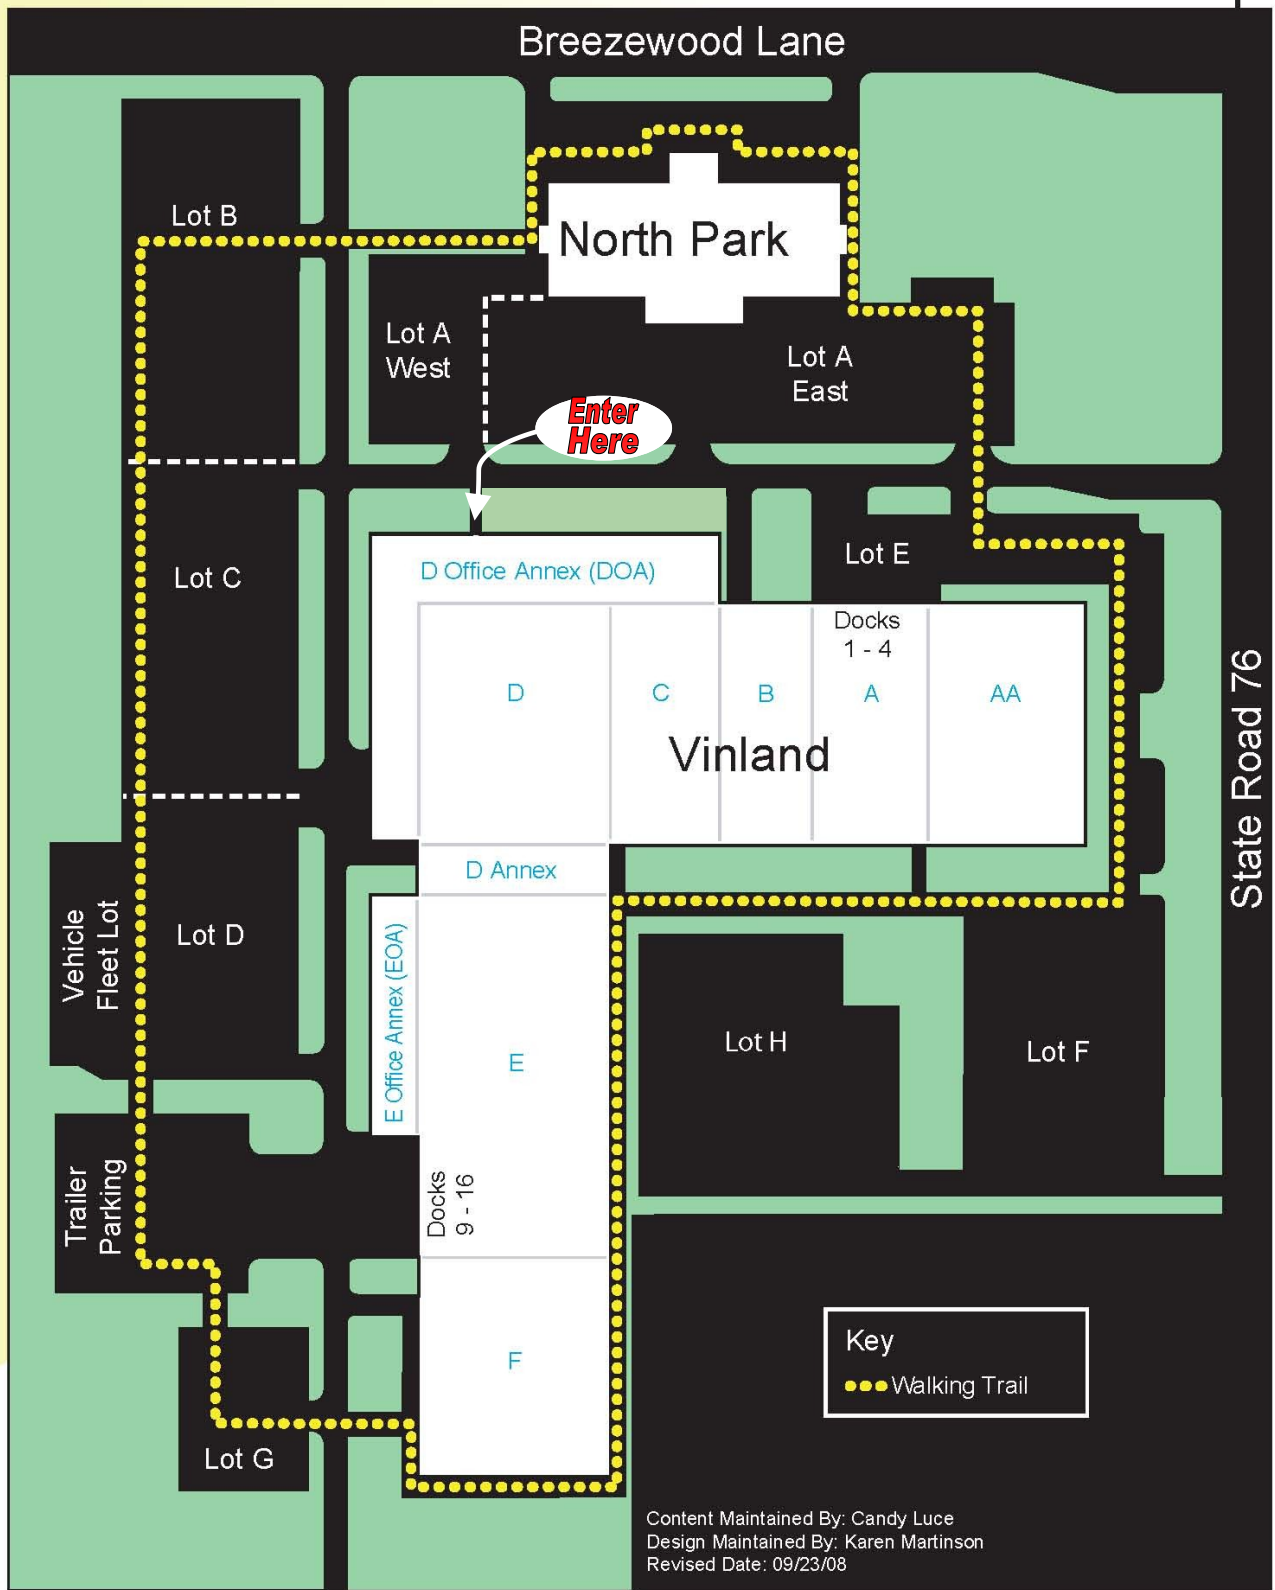 Breezewood Lane
Lot B
North Park
Lot A
West
Lot A
East
Enter
Here
Lot C
D Office Annex (DOA)
Lot E
Docks
1 - 4
D
C
B
A
AA
Vinland
State Road 76
D Annex
Vehicle
Fleet Lot
Lot D
E Office Annex (EOA)
E
Lot H
Lot F
Trailer
Parking
Docks
9 - 16
F
Key
Walking Trail
Lot G
Content Maintained By: Candy Luce
Design Maintained By: Karen Martinson
Revised Date: 09/23/08